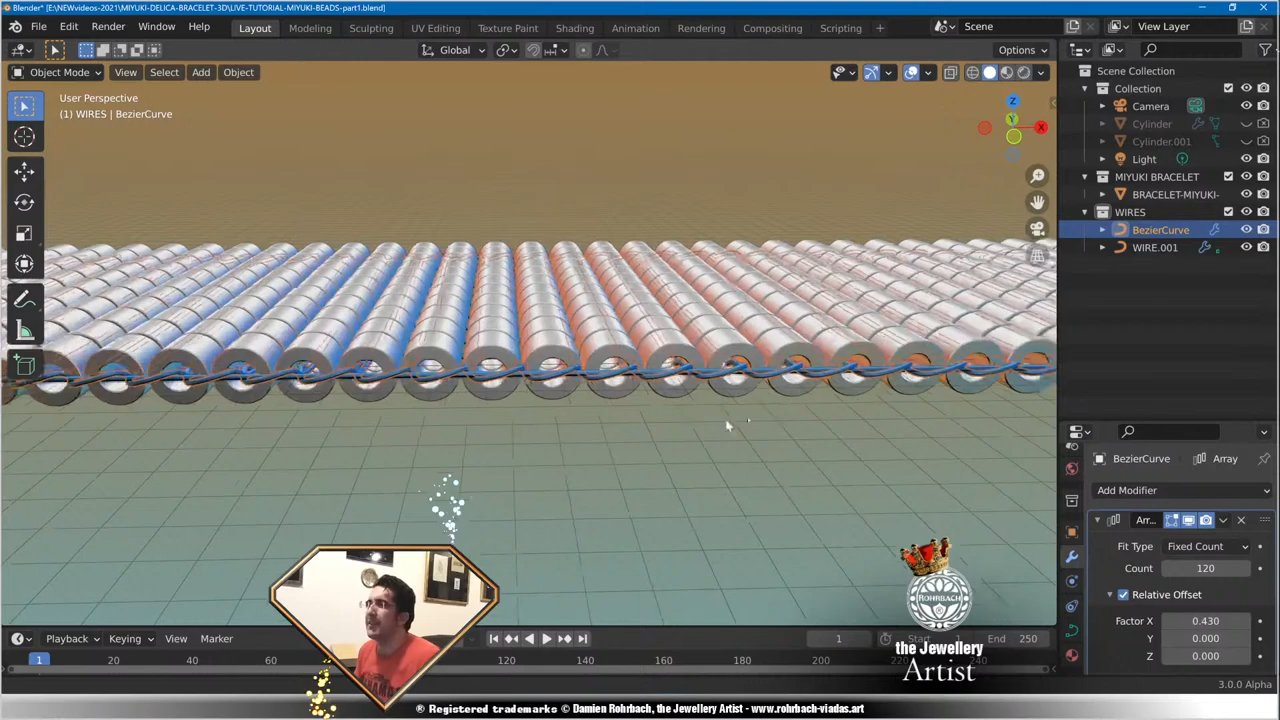 Blender* [E:\NEWvideos-2021\MIYUKI-DELICA-BRACELET-3D\LIVE-TUTORIAL-MIYUKI-BEADS-part1.blend]
File Edit Render Window Help Layout Modeling Sculpting UV Editing Texture Paint Shading Animation Rendering Compositing Scripting + Scene View Layer
Global Options
Object Mode View Select Add Object
User Perspective
(1) WIRES | BezierCurve
Z
Y
X
Scene Collection
Collection
Camera
Cylinder
Cylinder.001
Light
MIYUKI BRACELET
BRACELET-MIYUKI-
WIRES
BezierCurve
WIRE.001
BezierCurve Array
Add Modifier
Arr...
Fit Type Fixed Count
Count 120
Relative Offset
Factor X 0.430
Y 0.000
Z 0.000
ROHRBACH
the Jewellery
Artist
Playback Keying View Marker 1 Start 1 End 250
1 20 40 60 120 140 160 180 200 220 240
3.0.0 Alpha
® Registered trademarks © Damien Rohrbach, the Jewellery Artist - www.rohrbach-viadas.art